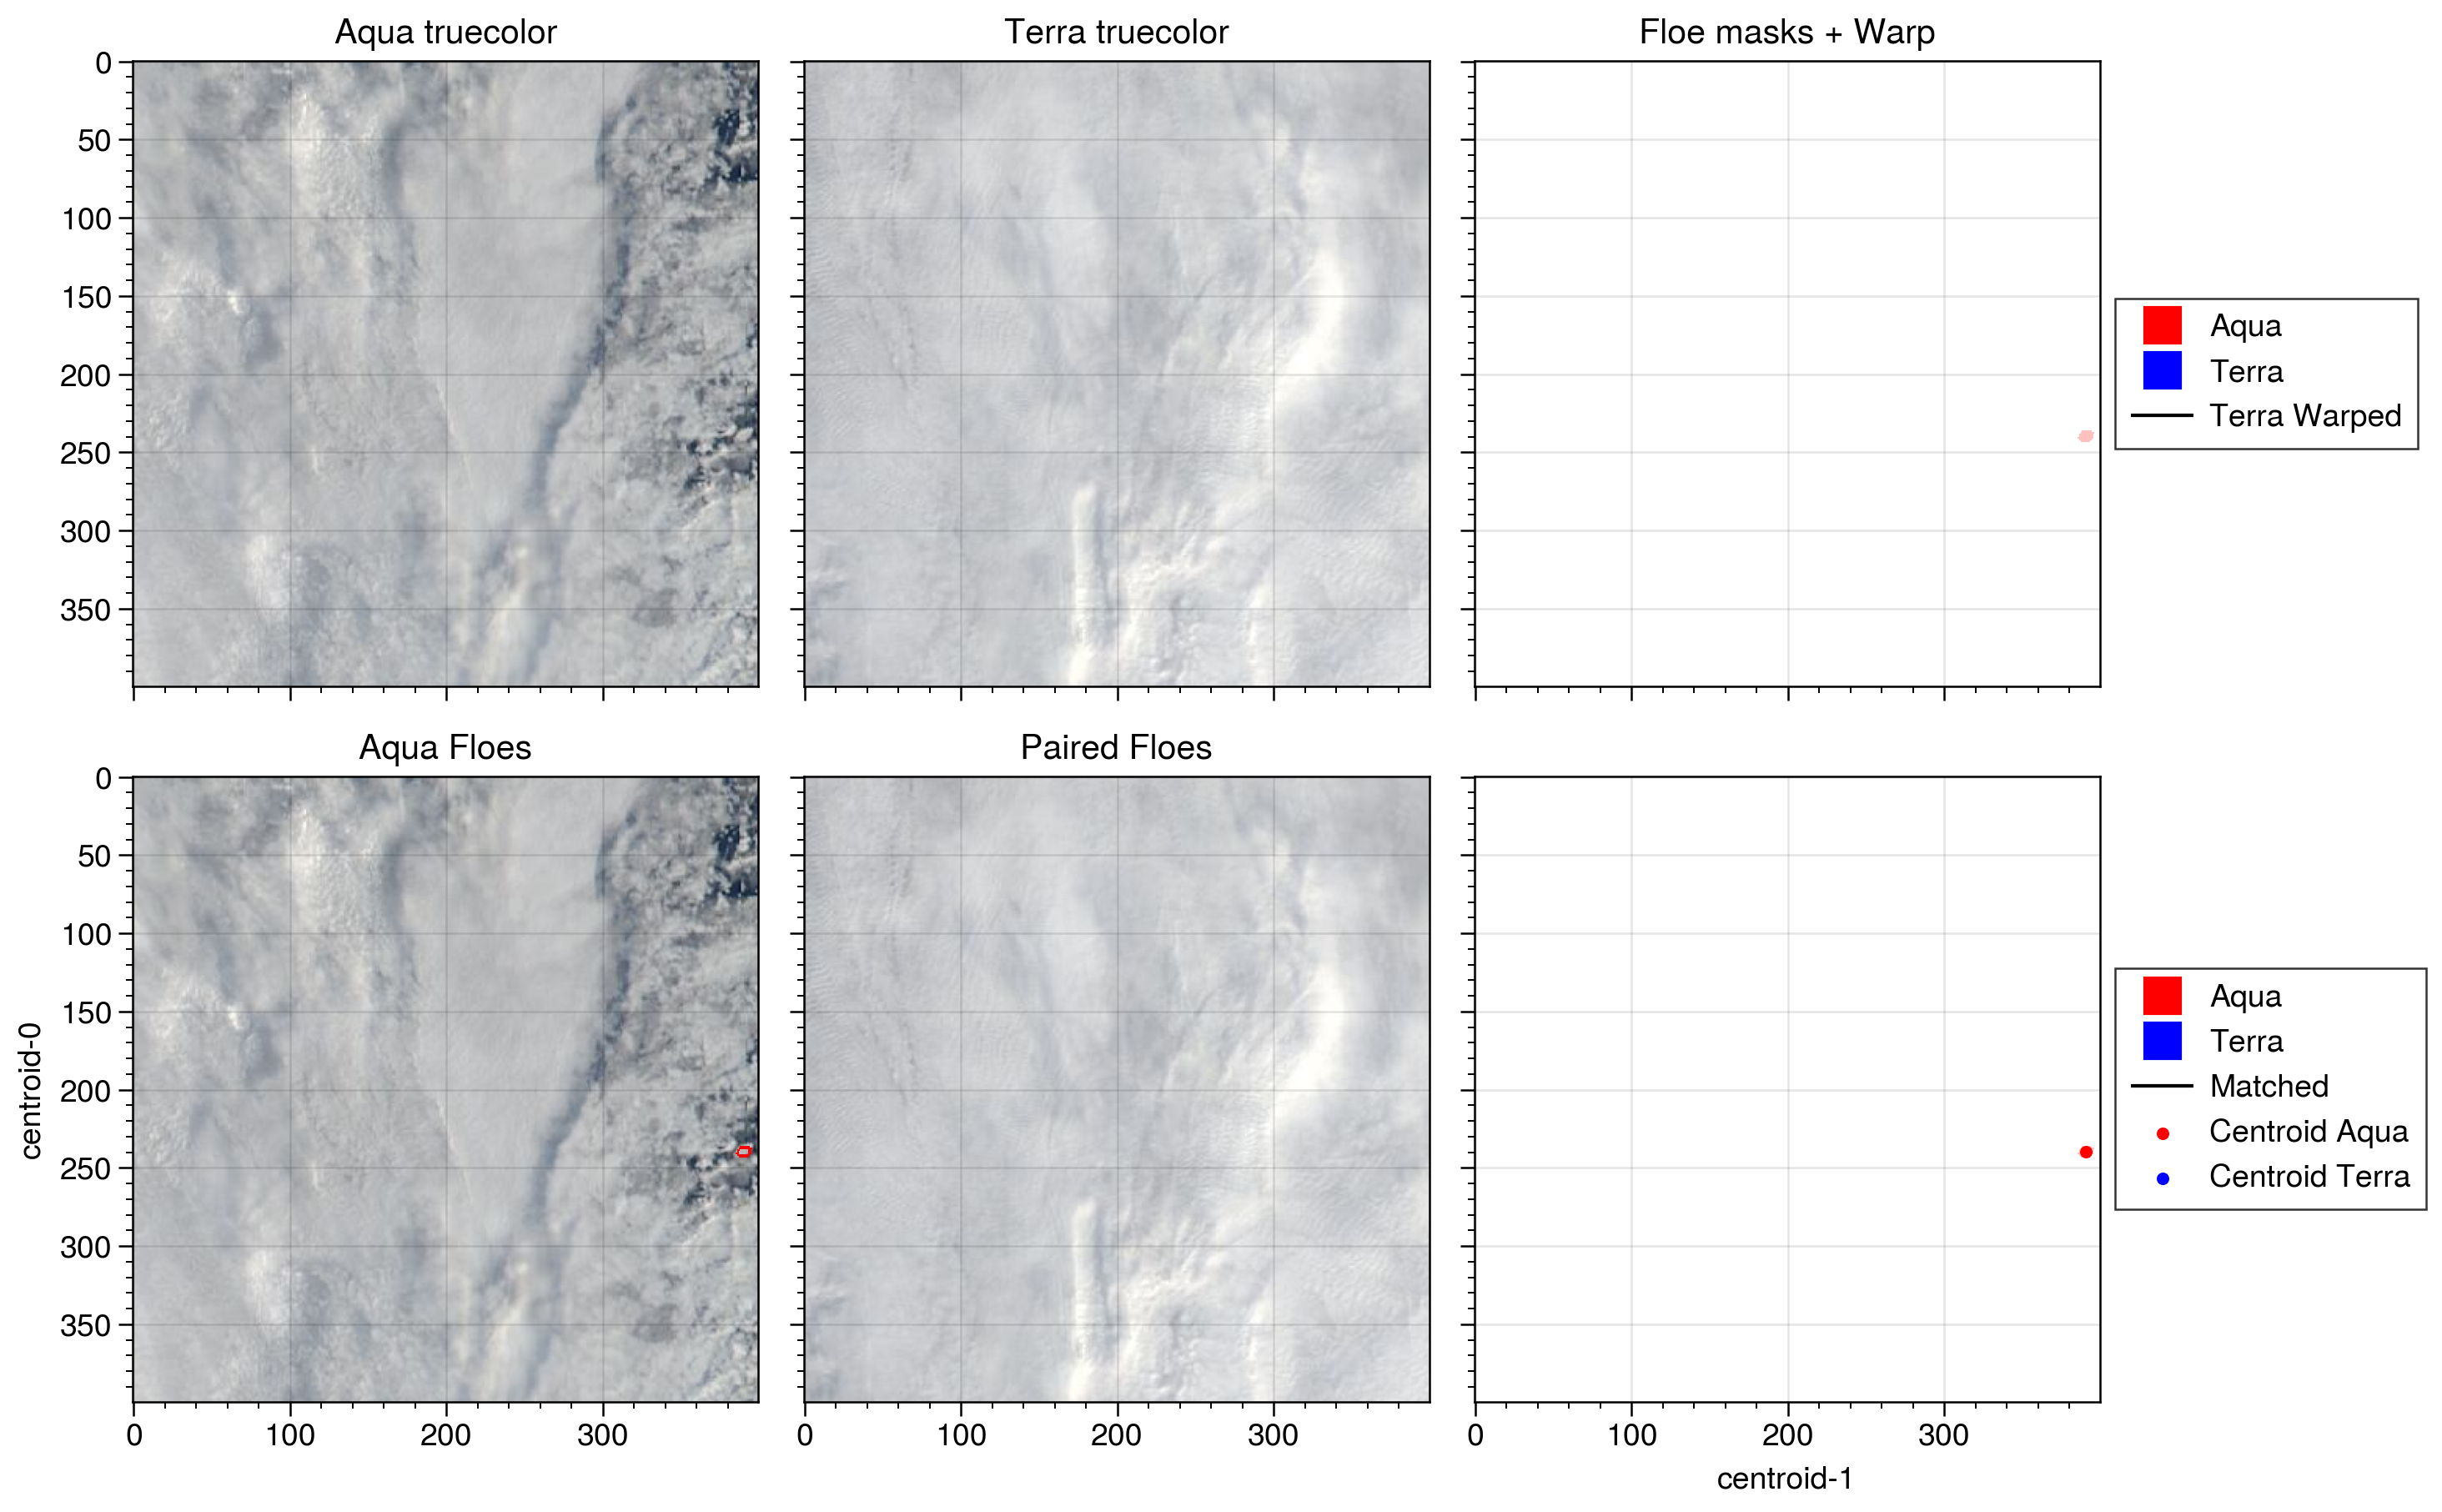 Aqua truecolor
Terra truecolor
Floe masks + Warp
0
50
100
150
200
250
300
350
Aqua
Terra
Terra Warped
Aqua Floes
Paired Floes
0
50
100
150
200
250
300
350
centroid-0
Aqua
Terra
Matched
Centroid Aqua
Centroid Terra
0 100 200 300
0 100 200 300
0 100 200 300
centroid-1